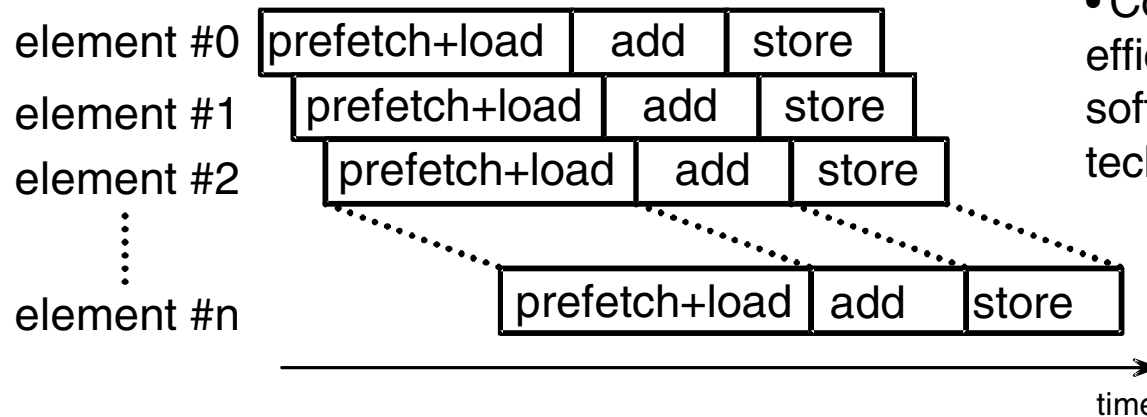 element #0 prefetch+load add store
element #1 prefetch+load add store
element #2 prefetch+load add store
element #n prefetch+load add store
time
•